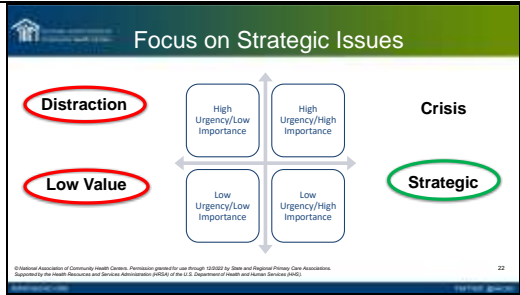 Focus on Strategic Issues
Distraction
High
Urgency/Low
Importance
High
Urgency/High
Importance
Crisis
Low Value
Low
Urgency/Low
Importance
Low
Urgency/High
Importance
Strategic
©National Association of Community Health Centers. Permission granted for use through 12/2022 by State and Regional Primary Care Associations.
Supported by the Health Resources and Services Administration (HRSA) of the U.S. Department of Health and Human Services (HHS).
22